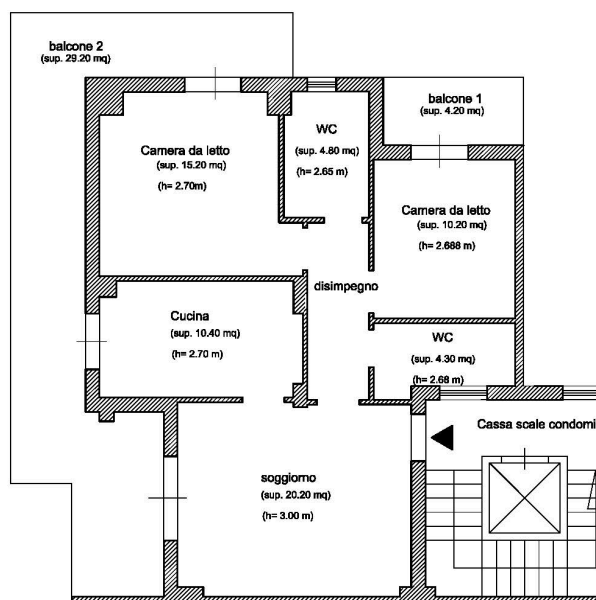 balcone 2
(sup. 29.20 mq)
balcone 1
(sup. 4.20 mq)
WC
(sup. 4.80 mq)
(h= 2.65 m)
Camera da letto
(sup. 15.20 mq)
(h= 2.70m)
Camera da letto
(sup. 10.20 mq)
(h= 2.688 m)
disimpegno
Cucina
(sup. 10.40 mq)
(h= 2.70 m)
WC
(sup. 4.30 mq)
(h= 2.68 m)
Cassa scale condomi
soggiorno
(sup. 20.20 mq)
(h= 3.00 m)